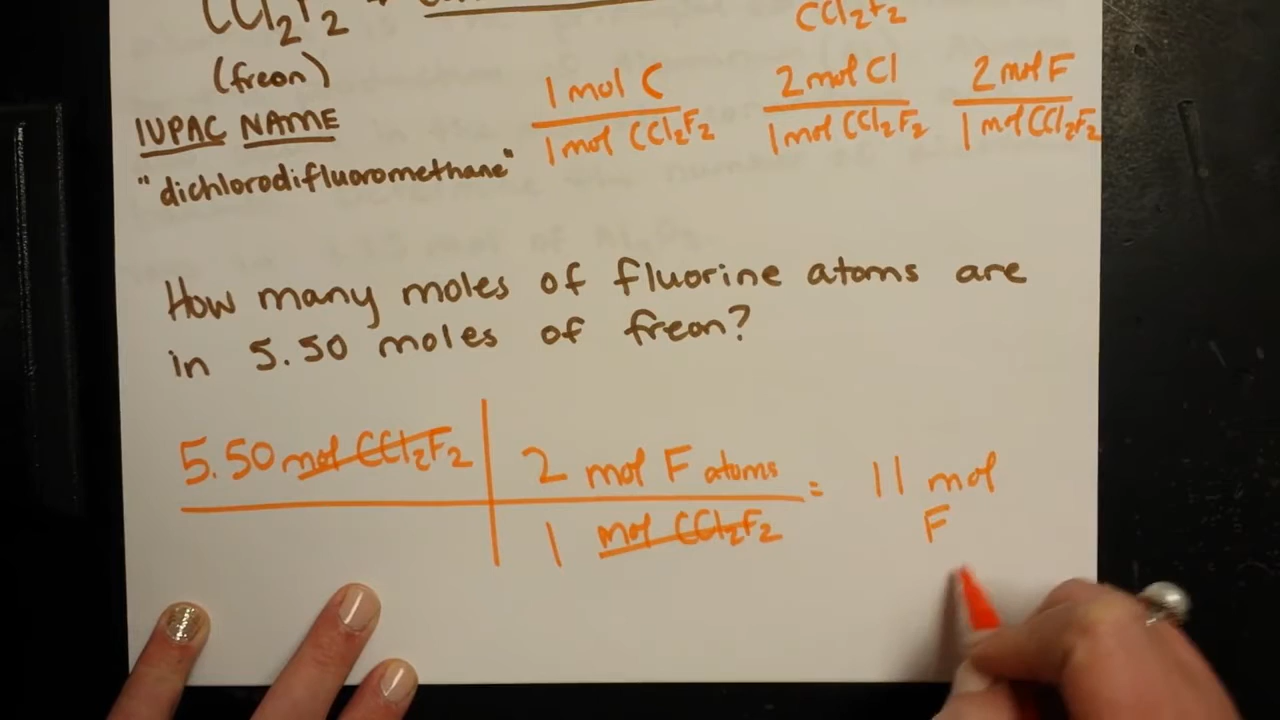 CCl2F2
CCl2F2
(freon)
IUPAC NAME
"dichlorodifluoromethane"
1 mol C 2 mol Cl 2 mol F
1 mol CCl2F2 1 mol CCl2F2 1 mol CCl2F2
How many moles of fluorine atoms are
in 5.50 moles of freon?
5.50 mol CCl2F2 2 mol F atoms = 11 mol
1 mol CCl2F2 F